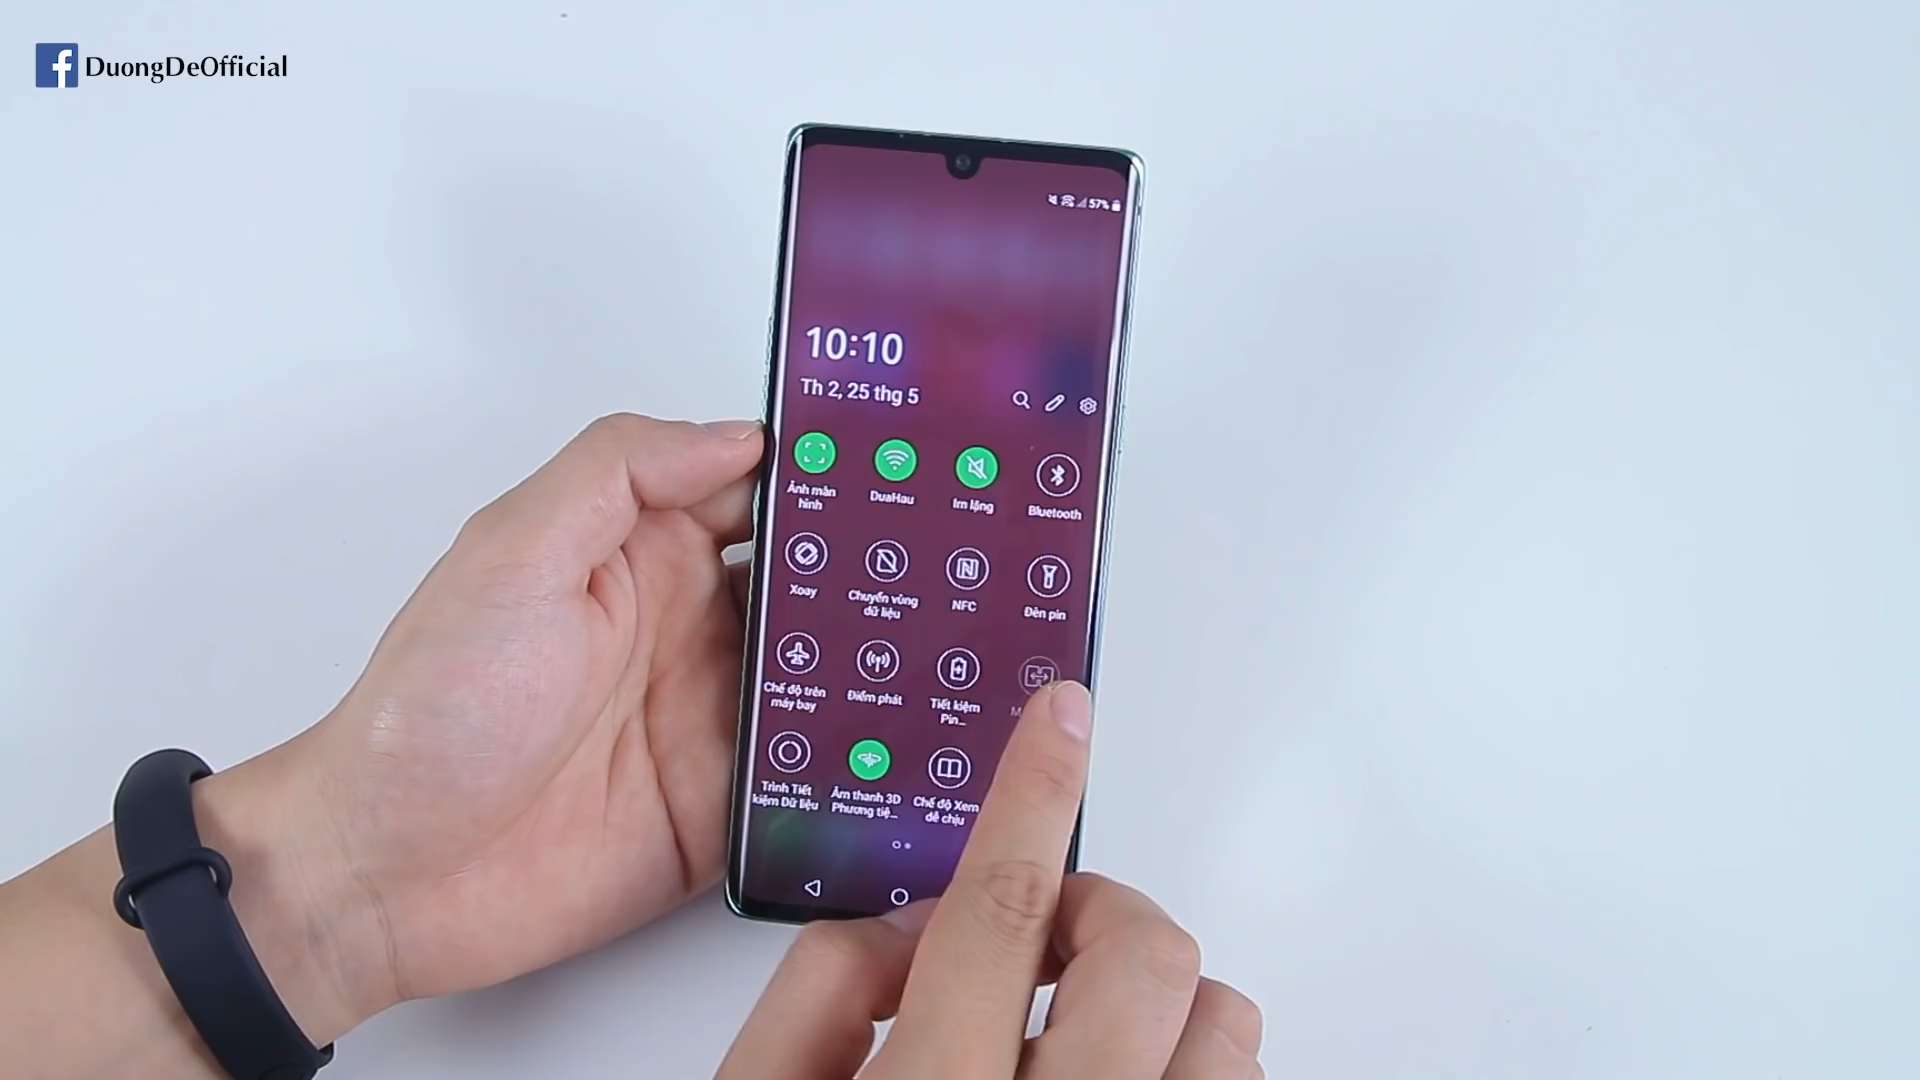 DuongDeOfficial
57%
10:10
Th 2, 25 thg 5
Ảnh màn
hình
DuaHau
Im lặng
Bluetooth
Xoay
Chuyển vùng
dữ liệu
NFC
Đèn pin
Chế độ trên
máy bay
Điểm phát
Tiết kiệm
Pin...
Trình Tiết
kiệm Dữ liệu
Âm thanh 3D
Phương tiệ...
Chế độ Xem
dễ chịu